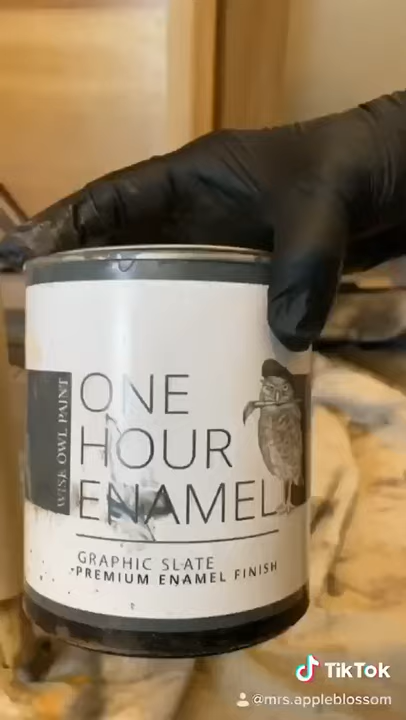 WISE OWL PAINT
ONE
HOUR
ENAMEL
GRAPHIC SLATE
-PREMIUM ENAMEL FINISH
TikTok
@mrs.appleblossom